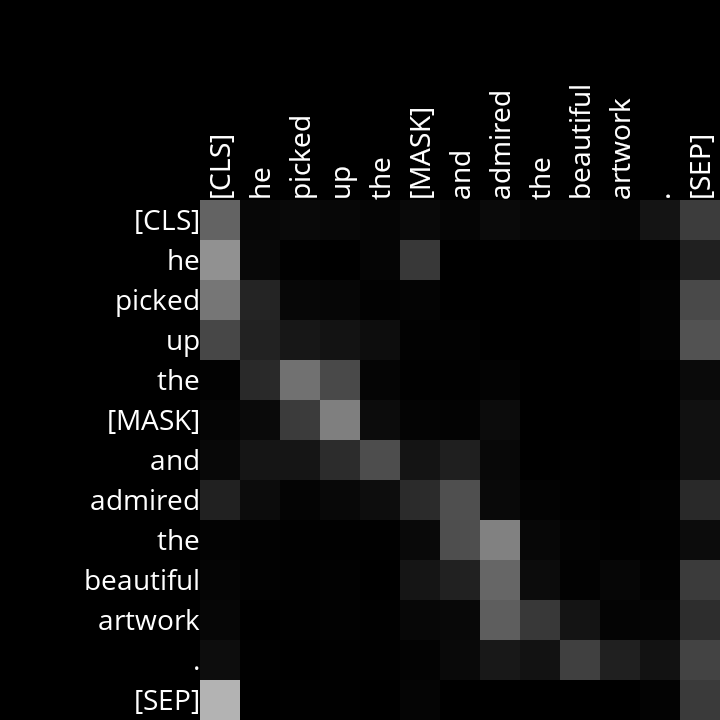 [CLS]
he
picked
up
the
[MASK]
and
admired
the
beautiful
artwork
.
[SEP]
[CLS]
he
picked
up
the
[MASK]
and
admired
the
beautiful
artwork
.
[SEP]